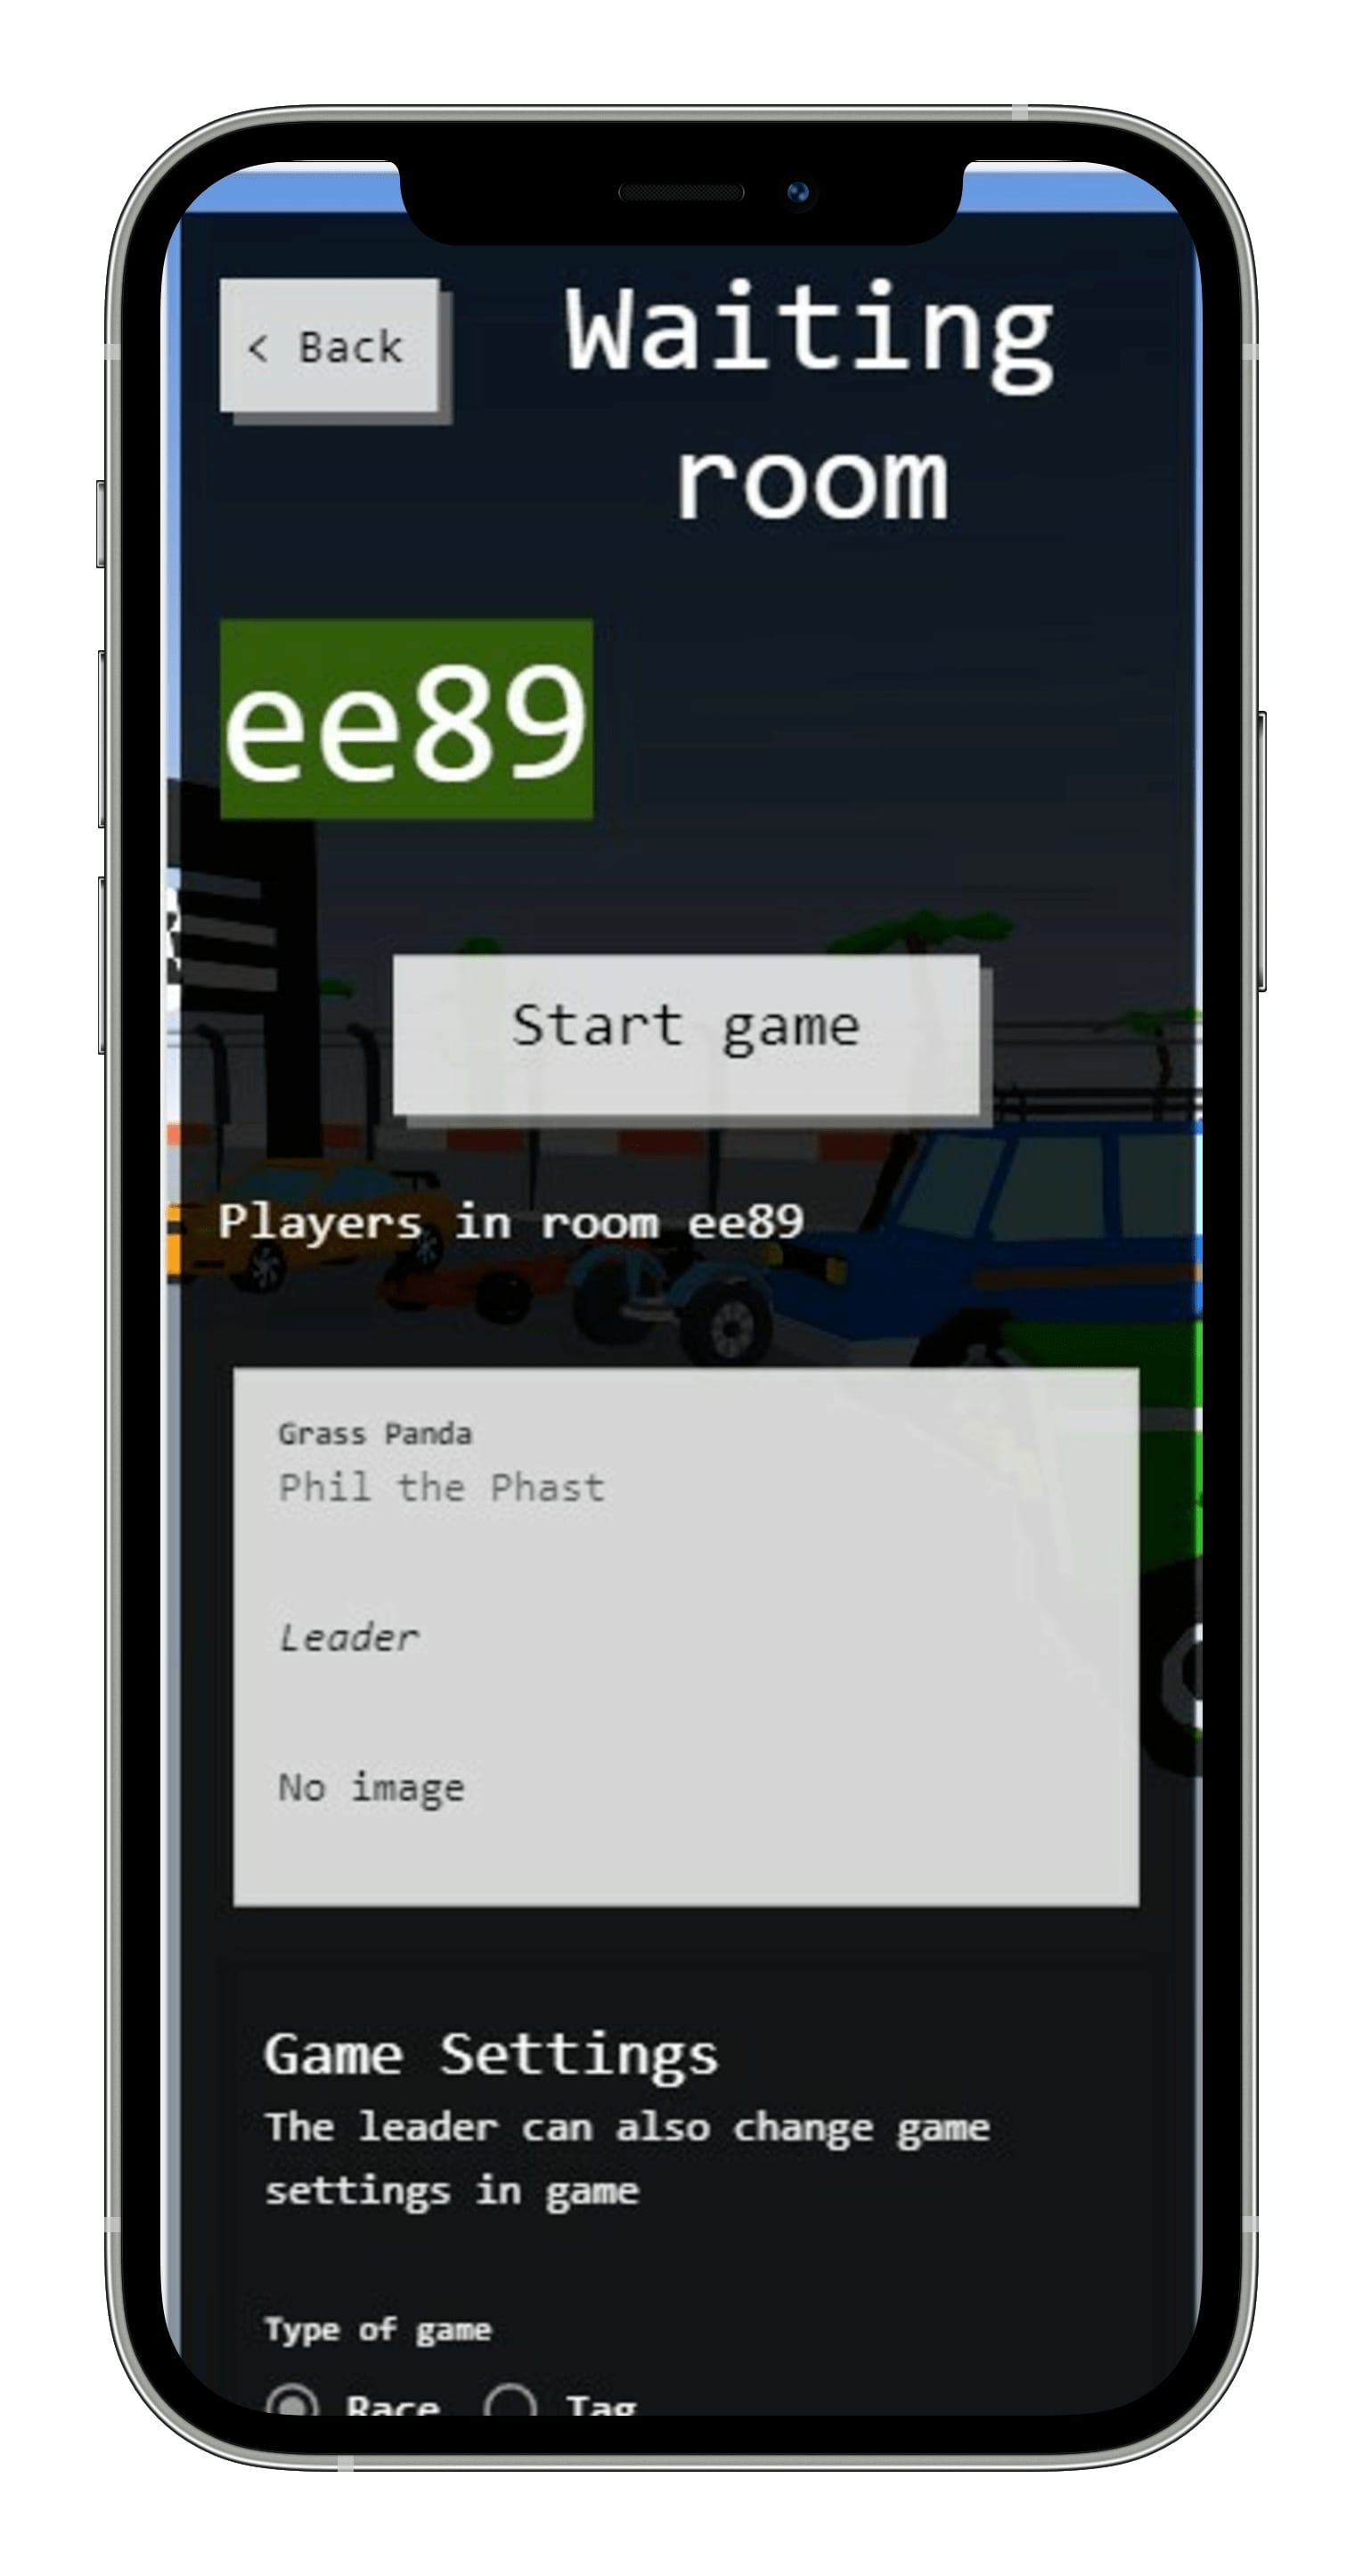 < Back
Waiting
room
ee89
Start game
Players in room ee89
Grass Panda
Phil the Phast
Leader
No image
Game Settings
The leader can also change game
settings in game
Type of game
Race Tag